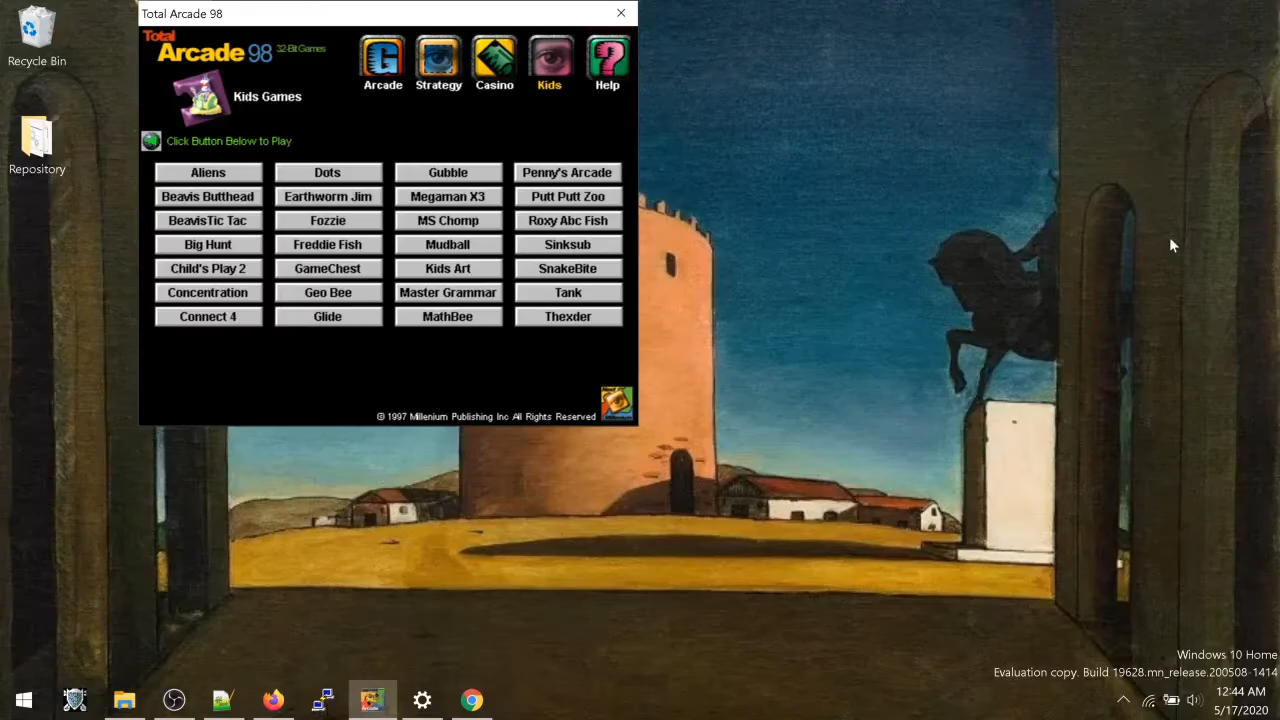 Total Arcade 98
Recycle Bin
Repository
Total
Arcade 98 32-Bit Games
Kids Games
Arcade
Strategy
Casino
Kids
Help
Click Button Below to Play
Aliens
Dots
Gubble
Penny's Arcade
Beavis Butthead
Earthworm Jim
Megaman X3
Putt Putt Zoo
BeavisTic Tac
Fozzie
MS Chomp
Roxy Abc Fish
Big Hunt
Freddie Fish
Mudball
Sinksub
Child's Play 2
GameChest
Kids Art
SnakeBite
Concentration
Geo Bee
Master Grammar
Tank
Connect 4
Glide
MathBee
Thexder
© 1997 Millenium Publishing Inc All Rights Reserved
Windows 10 Home
Evaluation copy. Build 19628.mn_release.200508-1414
12:44 AM
5/17/2020